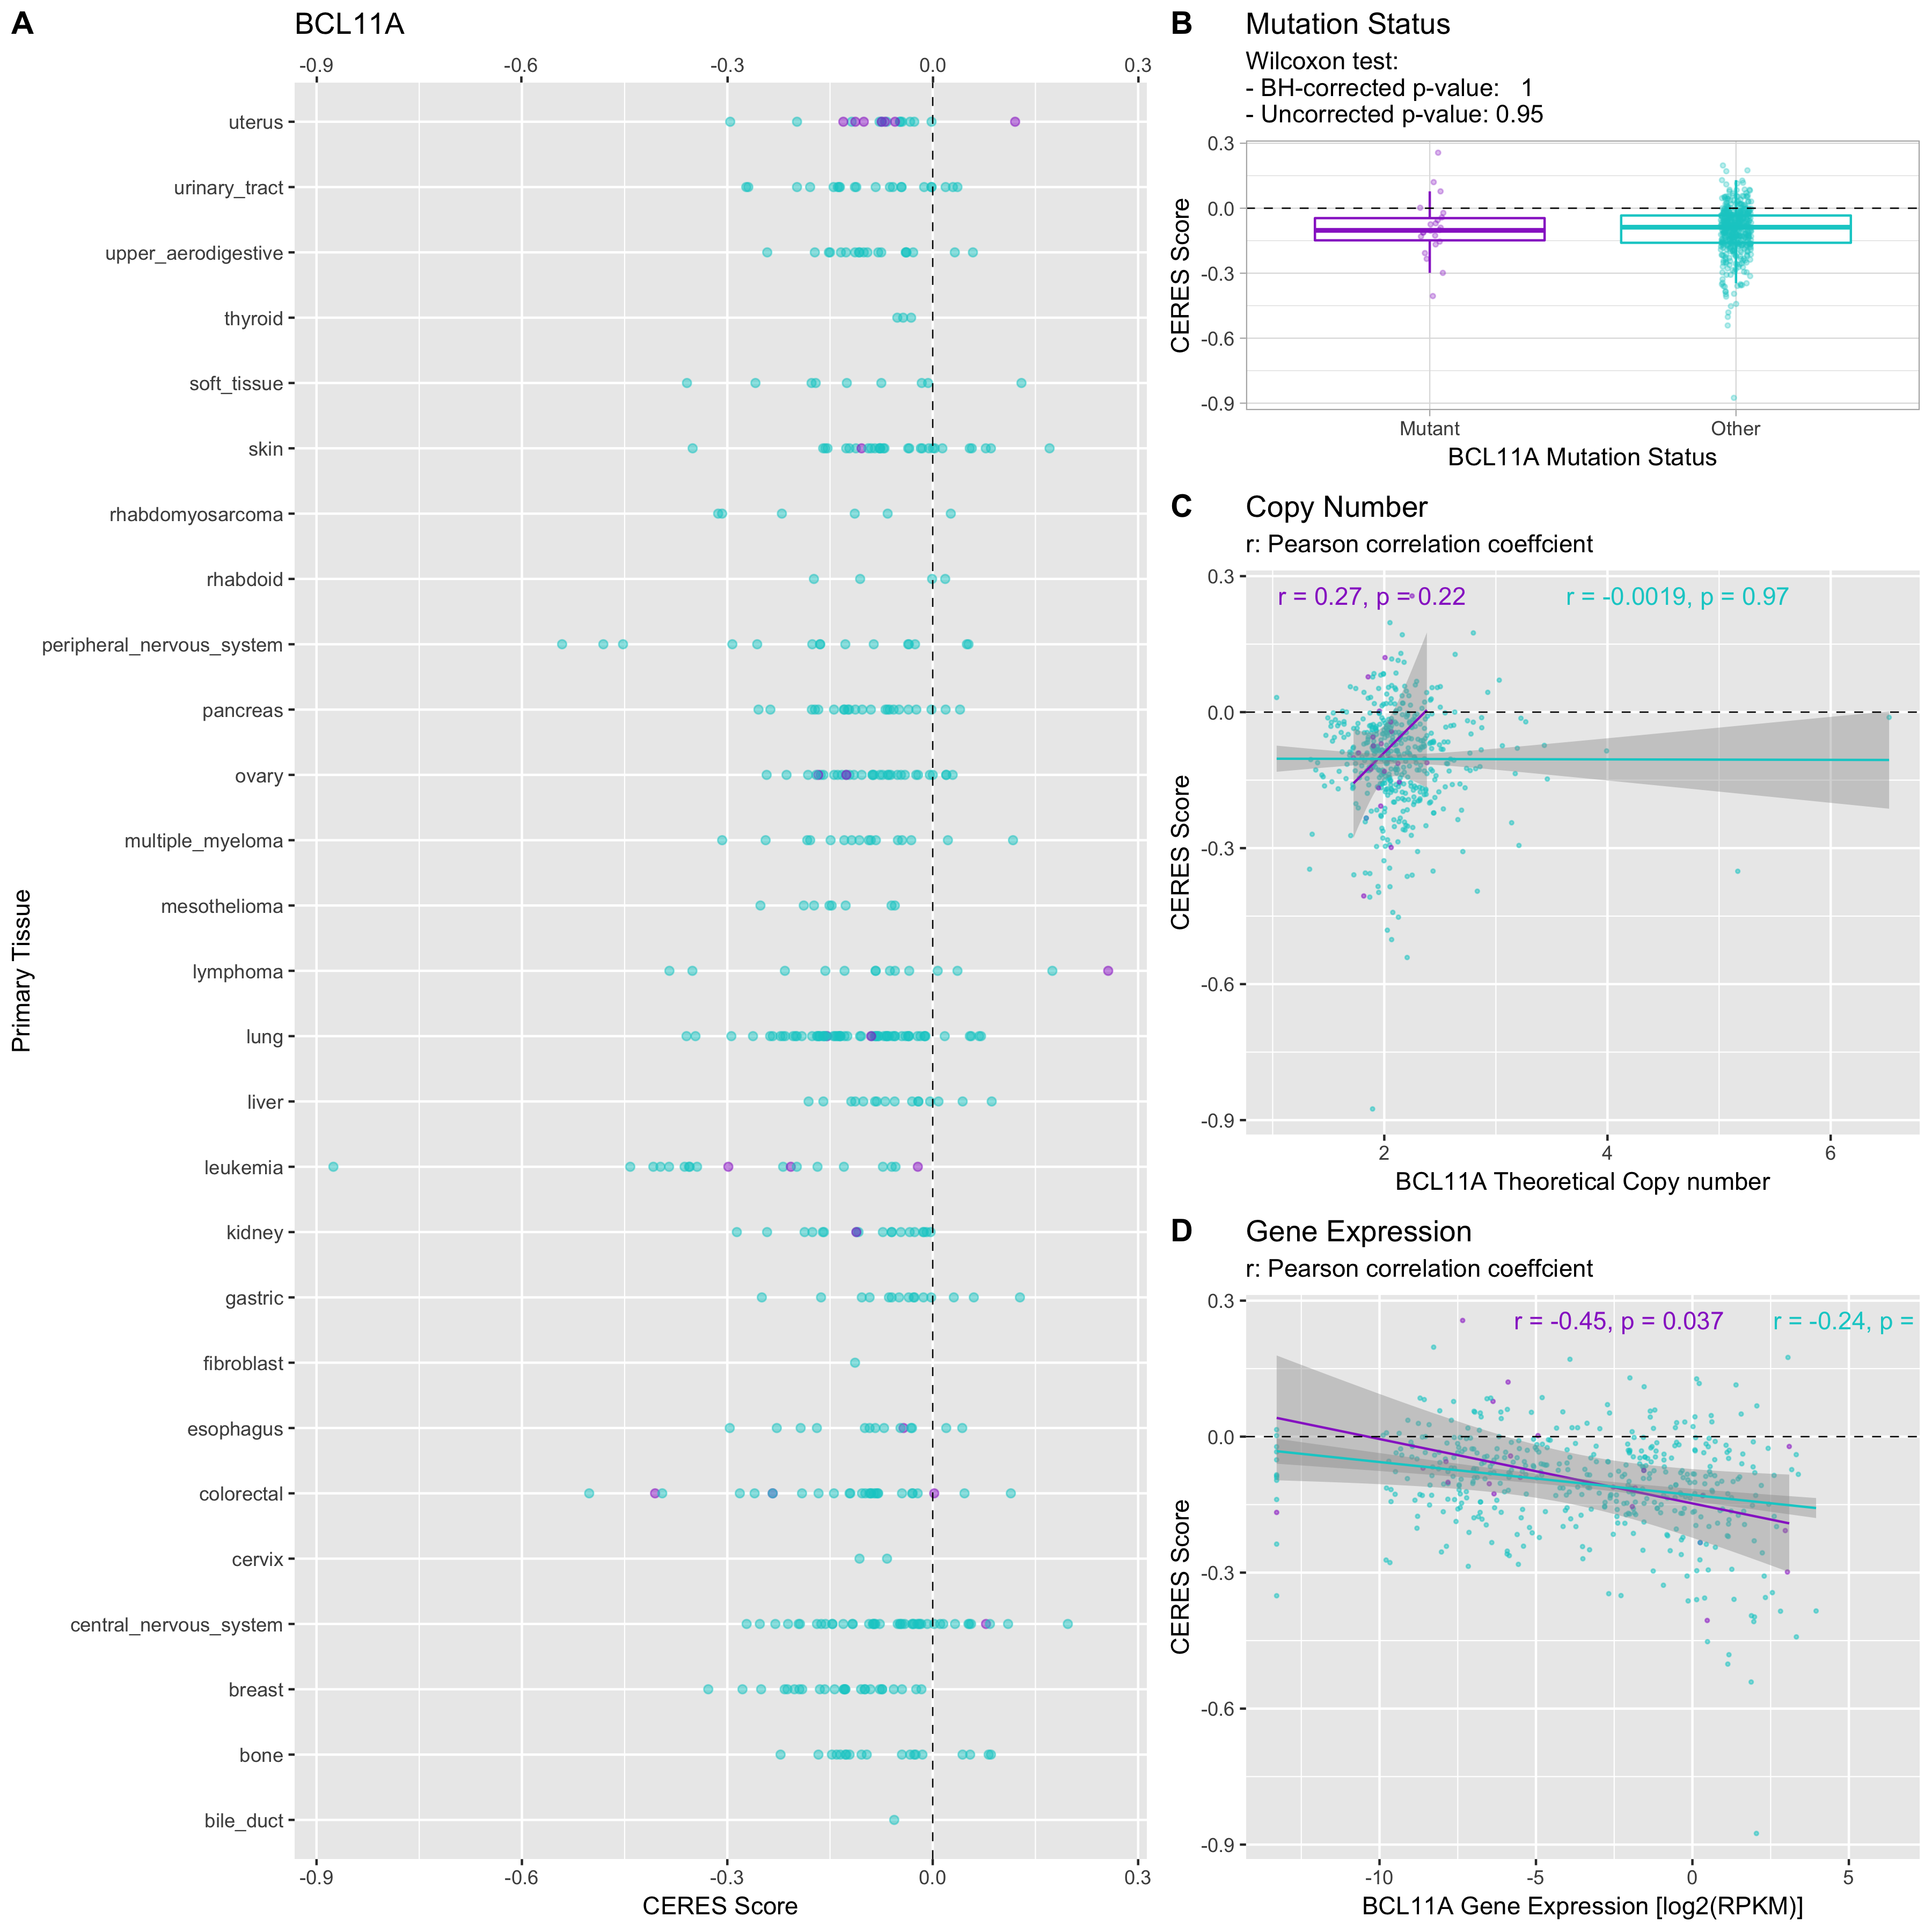 A
BCL11A
-0.9 -0.6 -0.3 0.0 0.3
uterus
urinary_tract
upper_aerodigestive
thyroid
soft_tissue
skin
rhabdomyosarcoma
rhabdoid
peripheral_nervous_system
pancreas
ovary
multiple_myeloma
mesothelioma
lymphoma
lung
liver
leukemia
kidney
gastric
fibroblast
esophagus
colorectal
cervix
central_nervous_system
breast
bone
bile_duct
Primary Tissue
-0.9 -0.6 -0.3 0.0 0.3
CERES Score
B
Mutation Status
Wilcoxon test:
- BH-corrected p-value: 1
- Uncorrected p-value: 0.95
0.3
0.0
-0.3
-0.6
-0.9
CERES Score
Mutant Other
BCL11A Mutation Status
C
Copy Number
r: Pearson correlation coeffcient
r = 0.27, p = 0.22 r = -0.0019, p = 0.97
0.3
0.0
-0.3
-0.6
-0.9
CERES Score
2 4 6
BCL11A Theoretical Copy number
D
Gene Expression
r: Pearson correlation coeffcient
r = -0.45, p = 0.037 r = -0.24, p =
0.3
0.0
-0.3
-0.6
-0.9
CERES Score
-10 -5 0 5
BCL11A Gene Expression [log2(RPKM)]